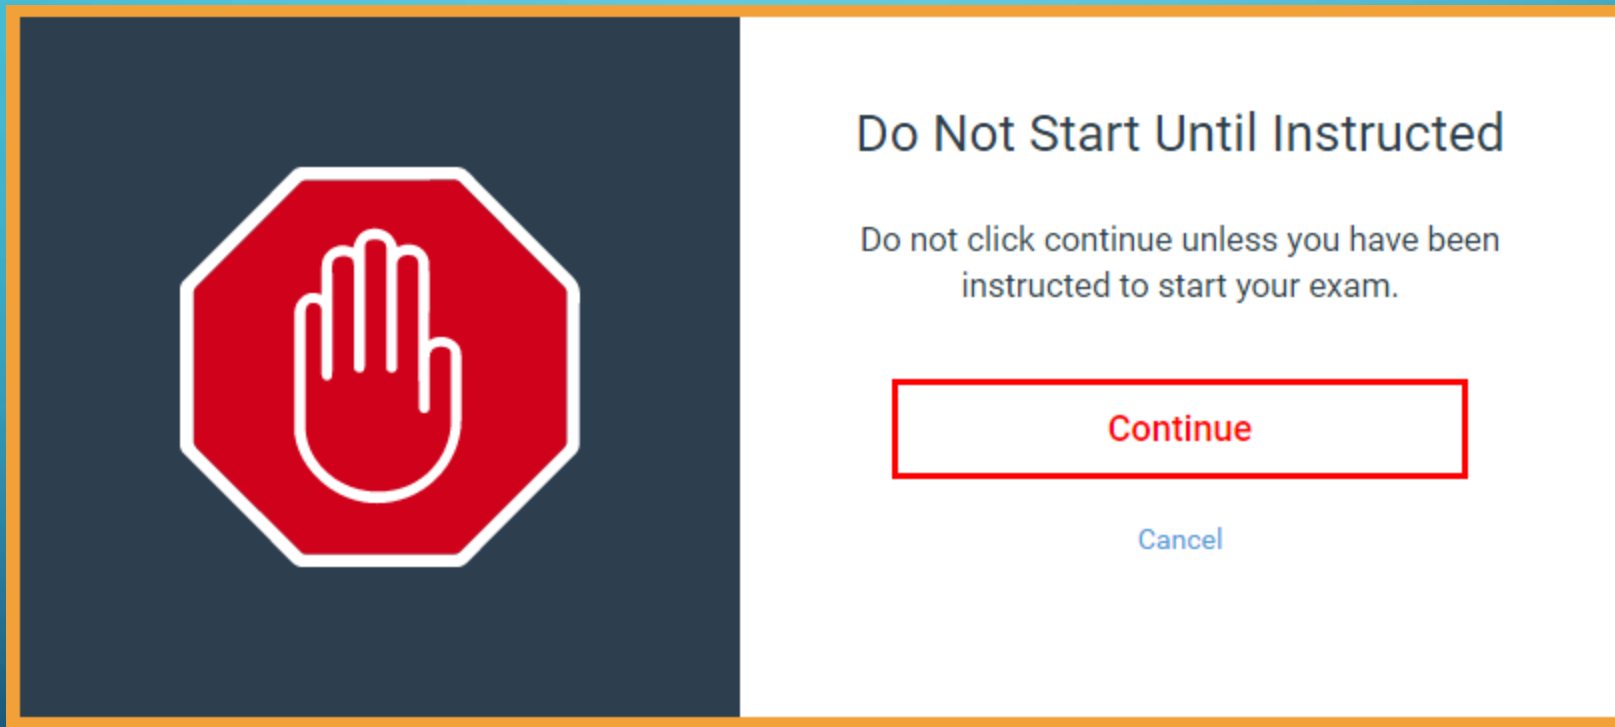 Do Not Start Until Instructed
Do not click continue unless you have been
instructed to start your exam.
Continue
Cancel